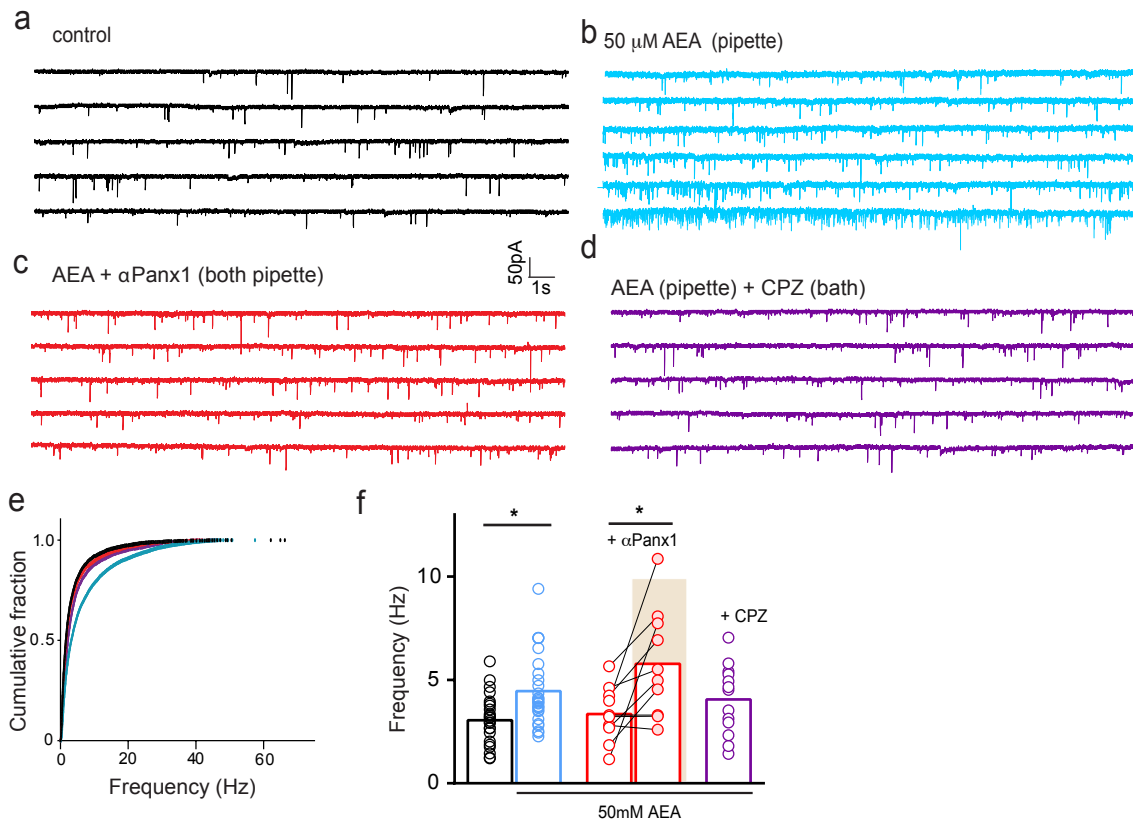 a
control
b
50 μM AEA (pipette)
c
AEA + αPanx1 (both pipette)
50pA
1s
d
AEA (pipette) + CPZ (bath)
e
Cumulative fraction
1.0
0.5
0
0
20
40
60
Frequency (Hz)
f
Frequency (Hz)
10
5
0
*
*
+ αPanx1
+ CPZ
50mM AEA